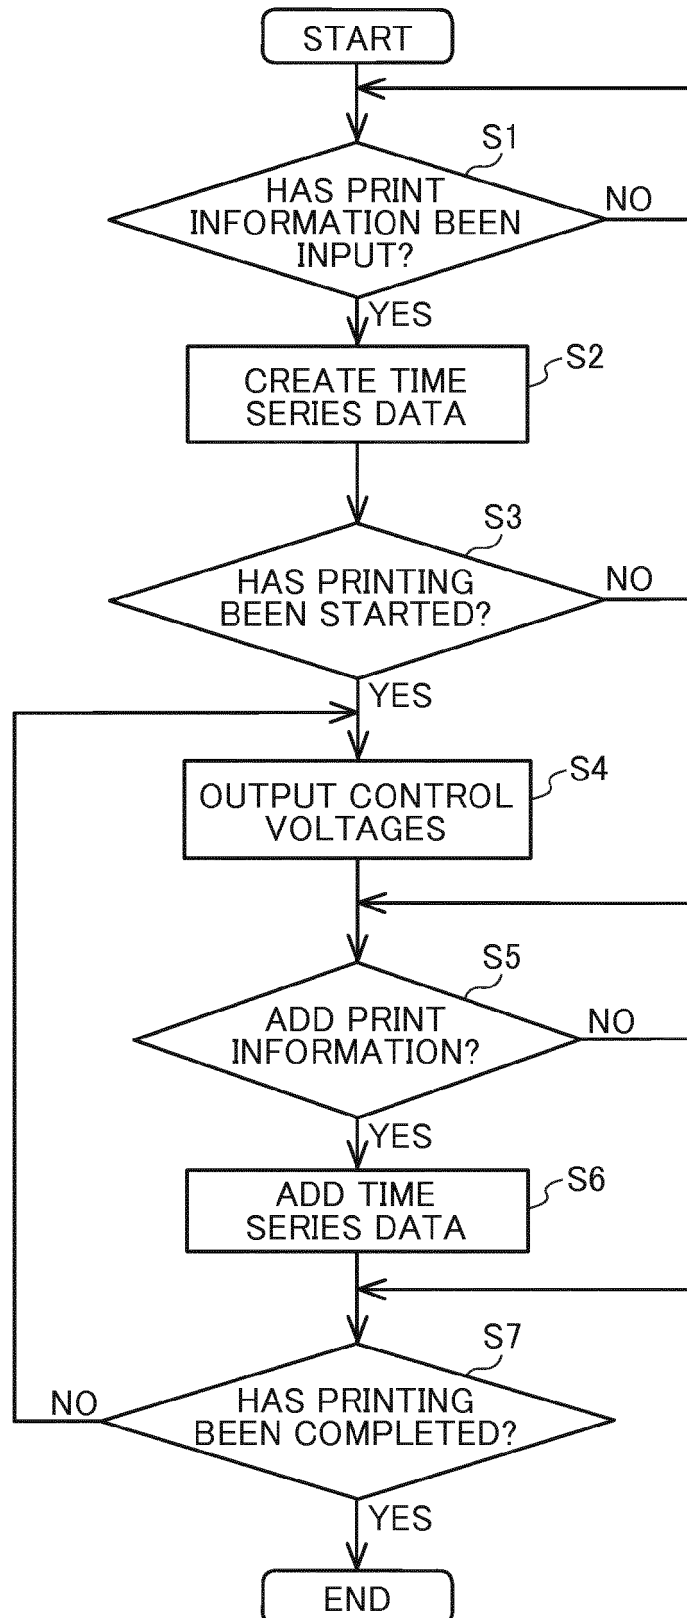 START
S1
HAS PRINT
INFORMATION BEEN
INPUT?
NO
YES
S2
CREATE TIME
SERIES DATA
S3
HAS PRINTING
BEEN STARTED?
NO
YES
S4
OUTPUT CONTROL
VOLTAGES
S5
ADD PRINT
INFORMATION?
NO
YES
S6
ADD TIME
SERIES DATA
S7
HAS PRINTING
BEEN COMPLETED?
NO
YES
END